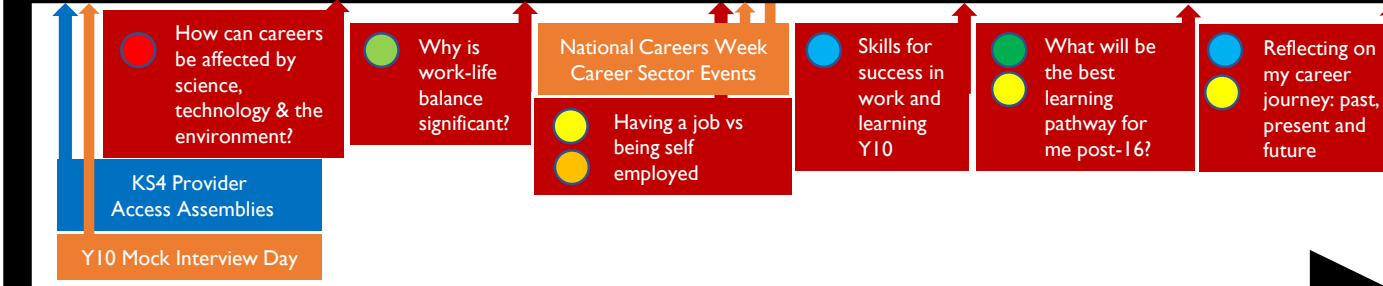 How can careers
be affected by
science,
technology & the
environment?
KS4 Provider
Access Assemblies
Y10 Mock Interview Day
Why is
work-life
balance
significant?
National Careers Week
Career Sector Events
Having a job vs
being self
employed
Skills for
success in
work and
learning
Y10
What will be
the best
learning
pathway for
me post-16?
Reflecting on
my career
journey: past,
present and
future